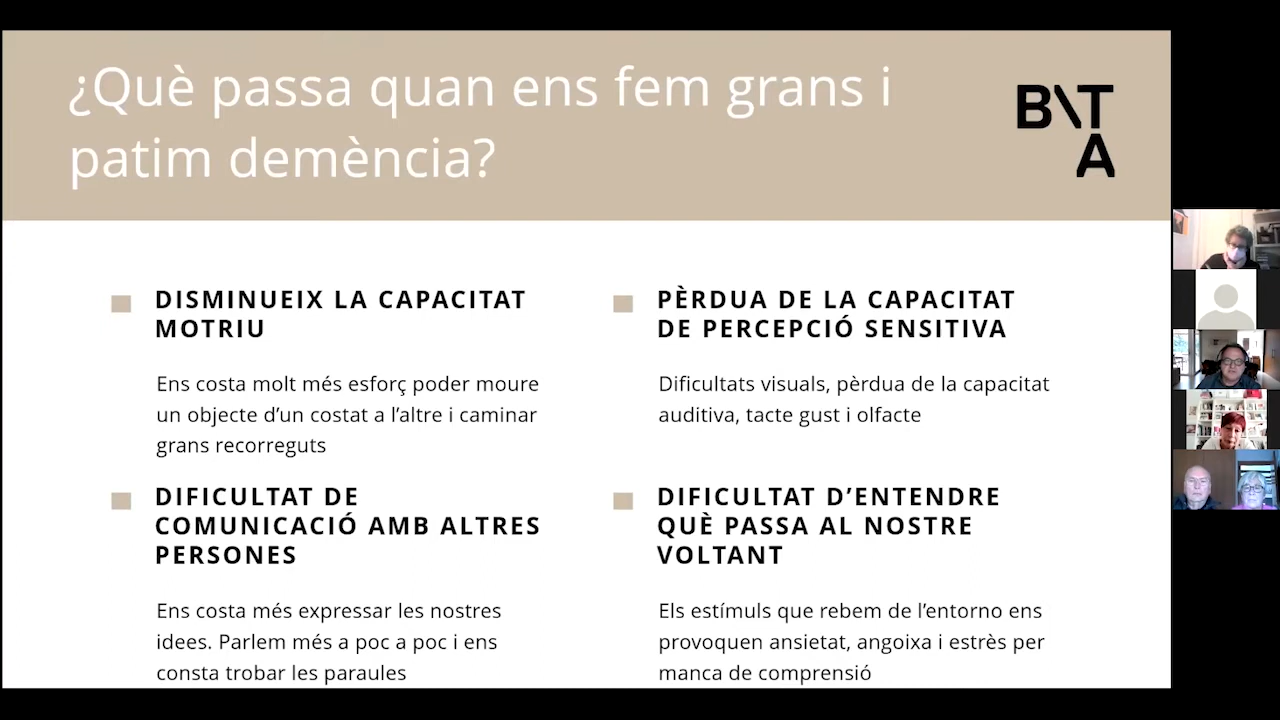 ¿Què passa quan ens fem grans i
patim demència?
B\T
A
DISMINUEIX LA CAPACITAT
MOTRIU
Ens costa molt més esforç poder moure
un objecte d’un costat a l’altre i caminar
grans recorreguts
PÈRDUA DE LA CAPACITAT
DE PERCEPCIÓ SENSITIVA
Dificultats visuals, pèrdua de la capacitat
auditiva, tacte gust i olfacte
DIFICULTAT DE
COMUNICACIÓ AMB ALTRES
PERSONES
Ens costa més expressar les nostres
idees. Parlem més a poc a poc i ens
consta trobar les paraules
DIFICULTAT D’ENTENDRE
QUÈ PASSA AL NOSTRE
VOLTANT
Els estímuls que rebem de l’entorno ens
provoquen ansietat, angoixa i estrès per
manca de comprensió